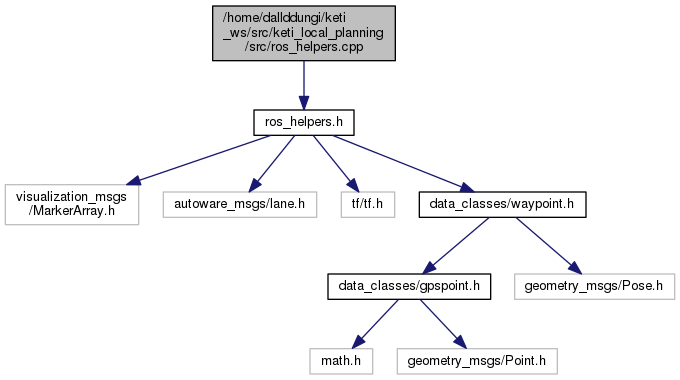 /home/dallddungi/keti
_ws/src/keti_local_planning
/src/ros_helpers.cpp
ros_helpers.h
visualization_msgs
/MarkerArray.h
autoware_msgs/lane.h
tf/tf.h
data_classes/waypoint.h
data_classes/gpspoint.h
geometry_msgs/Pose.h
math.h
geometry_msgs/Point.h